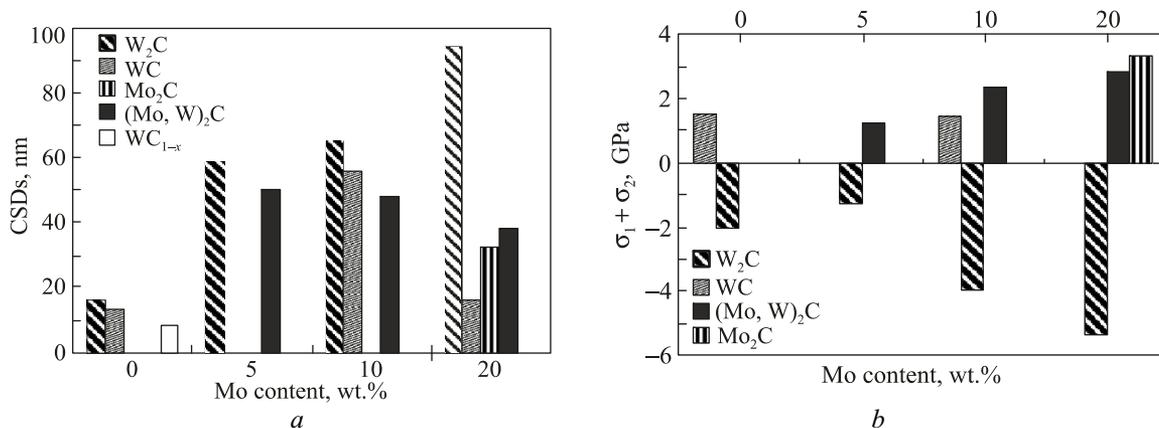 100
80
60
40
20
0
CSDs, nm
W₂C
WC
Mo₂C
(Mo, W)₂C
WC₁₋ₓ
0 5 10 20
Mo content, wt.%
a
0 5 10 20
4
2
0
−2
−4
−6
σ₁ + σ₂, GPa
W₂C
WC
(Mo, W)₂C
Mo₂C
Mo content, wt.%
b